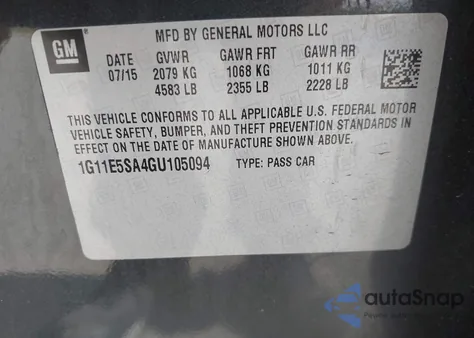 GM
MFD BY GENERAL MOTORS LLC
DATE GVWR GAWR FRT GAWR RR
07/15 2079 KG 1068 KG 1011 KG
4583 LB 2355 LB 2228 LB
THIS VEHICLE CONFORMS TO ALL APPLICABLE U.S. FEDERAL MOTOR
VEHICLE SAFETY, BUMPER, AND THEFT PREVENTION STANDARDS IN
EFFECT ON THE DATE OF MANUFACTURE SHOWN ABOVE.
1G11E5SA4GU105094 TYPE: PASS CAR
autaSnap